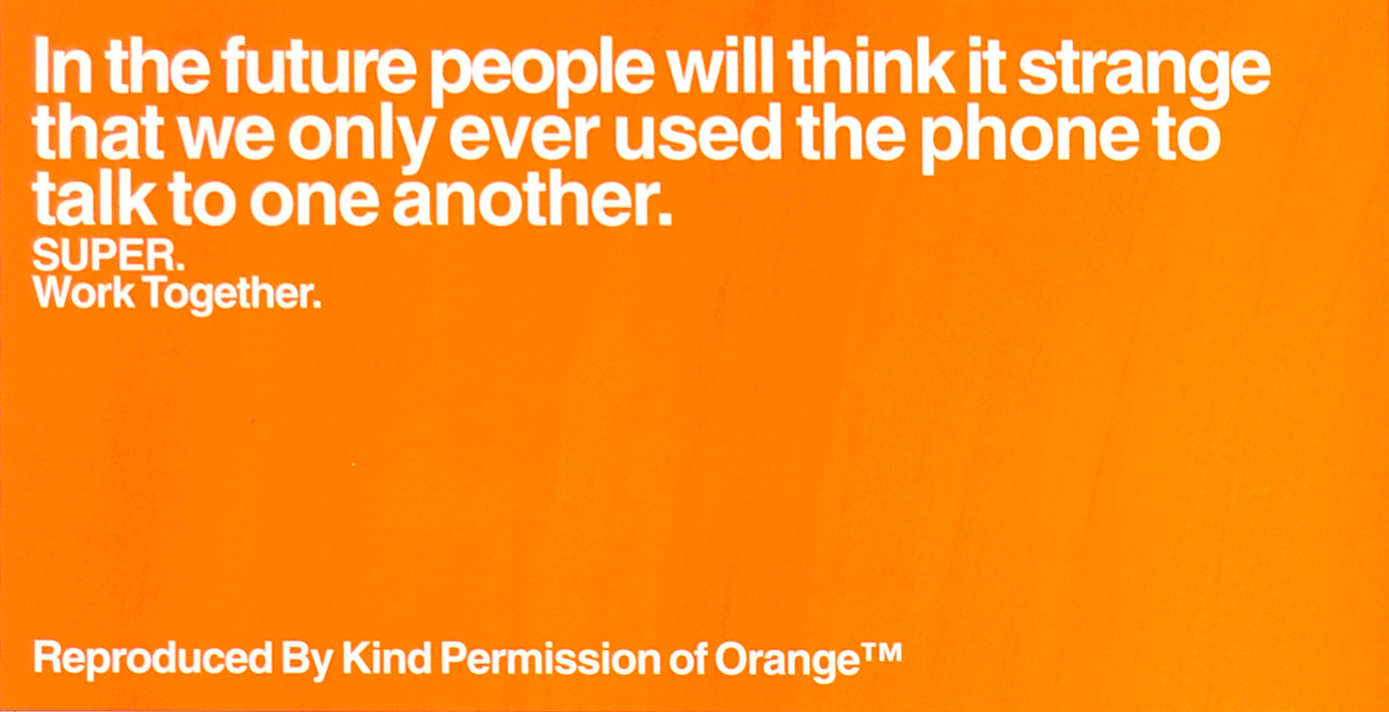 In the future people will think it strange
that we only ever used the phone to
talk to one another.
SUPER.
Work Together.
Reproduced By Kind Permission of Orange™